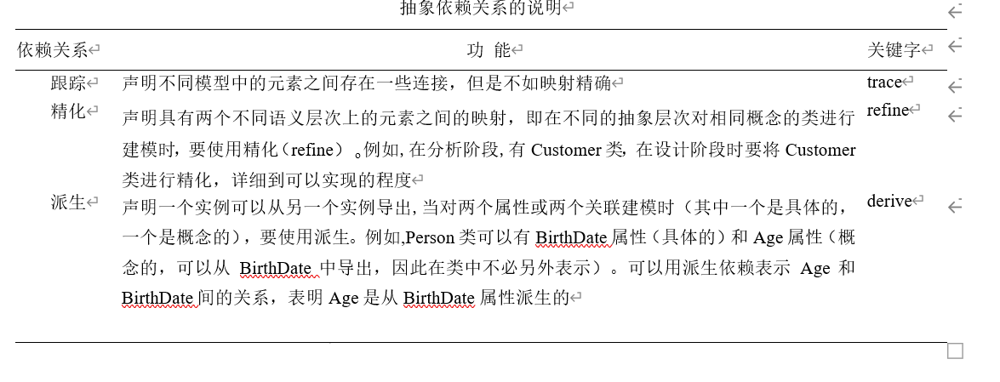 抽象依赖关系的说明
依赖关系 功 能 关键字
跟踪 声明不同模型中的元素之间存在一些连接，但是不如映射精确 trace
精化 声明具有两个不同语义层次上的元素之间的映射，即在不同的抽象层次对相同概念的类进行 refine
建模时，要使用精化（refine）。例如,在分析阶段,有 Customer 类，在设计阶段时要将 Customer
类进行精化，详细到可以实现的程度
派生 声明一个实例可以从另一个实例导出,当对两个属性或两个关联建模时（其中一个是具体的， derive
一个是概念的），要使用派生。例如,Person 类可以有 BirthDate 属性（具体的）和 Age 属性（概
念的，可以从 BirthDate 中导出，因此在类中不必另外表示）。可以用派生依赖表示 Age 和
BirthDate 间的关系，表明 Age 是从 BirthDate 属性派生的